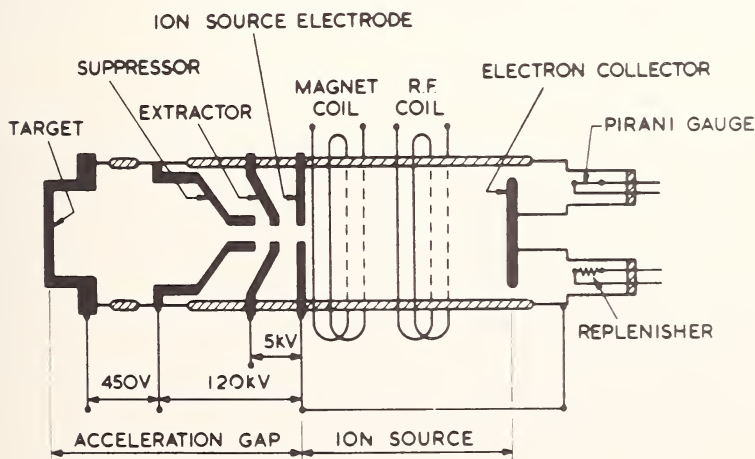 ION SOURCE ELECTRODE
SUPPRESSOR
MAGNET
COIL
R.F.
COIL
ELECTRON COLLECTOR
EXTRACTOR
TARGET
PIRANI GAUGE
5kV
REPLENISHER
450V
120kV
ACCELERATION GAP
ION SOURCE